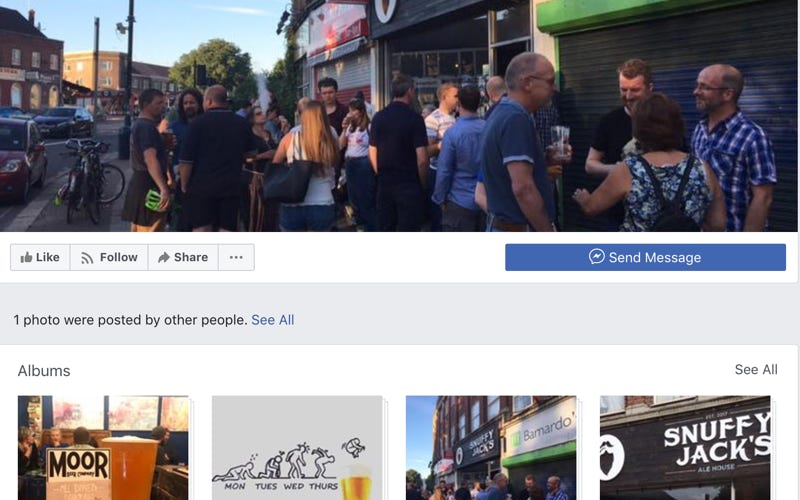 Like
Follow
Share
Send Message
1 photo were posted by other people. See All
Albums
See All
MOOR
MON TUES WED THURS
SNUFFY
JACK'S
Barnardo'
EST. 2017
SNUFFY
JACK'S
ALE HOUSE